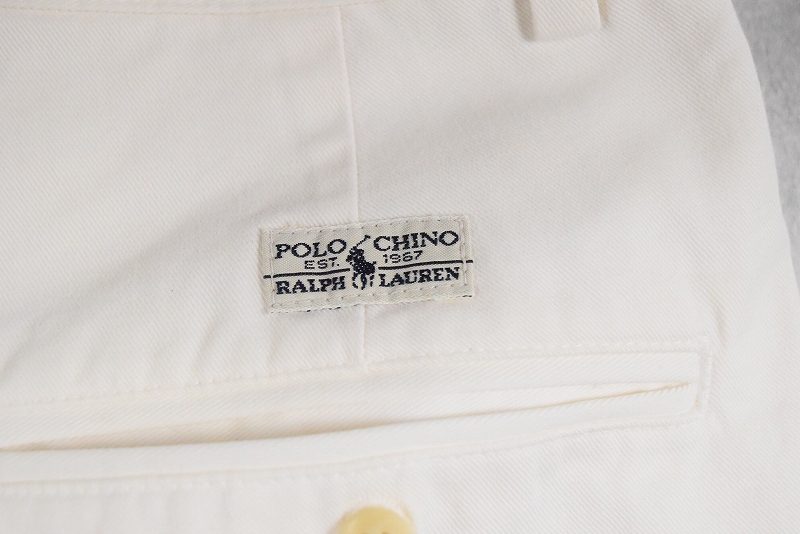 POLO CHINO
EST. 1967
RALPH LAUREN